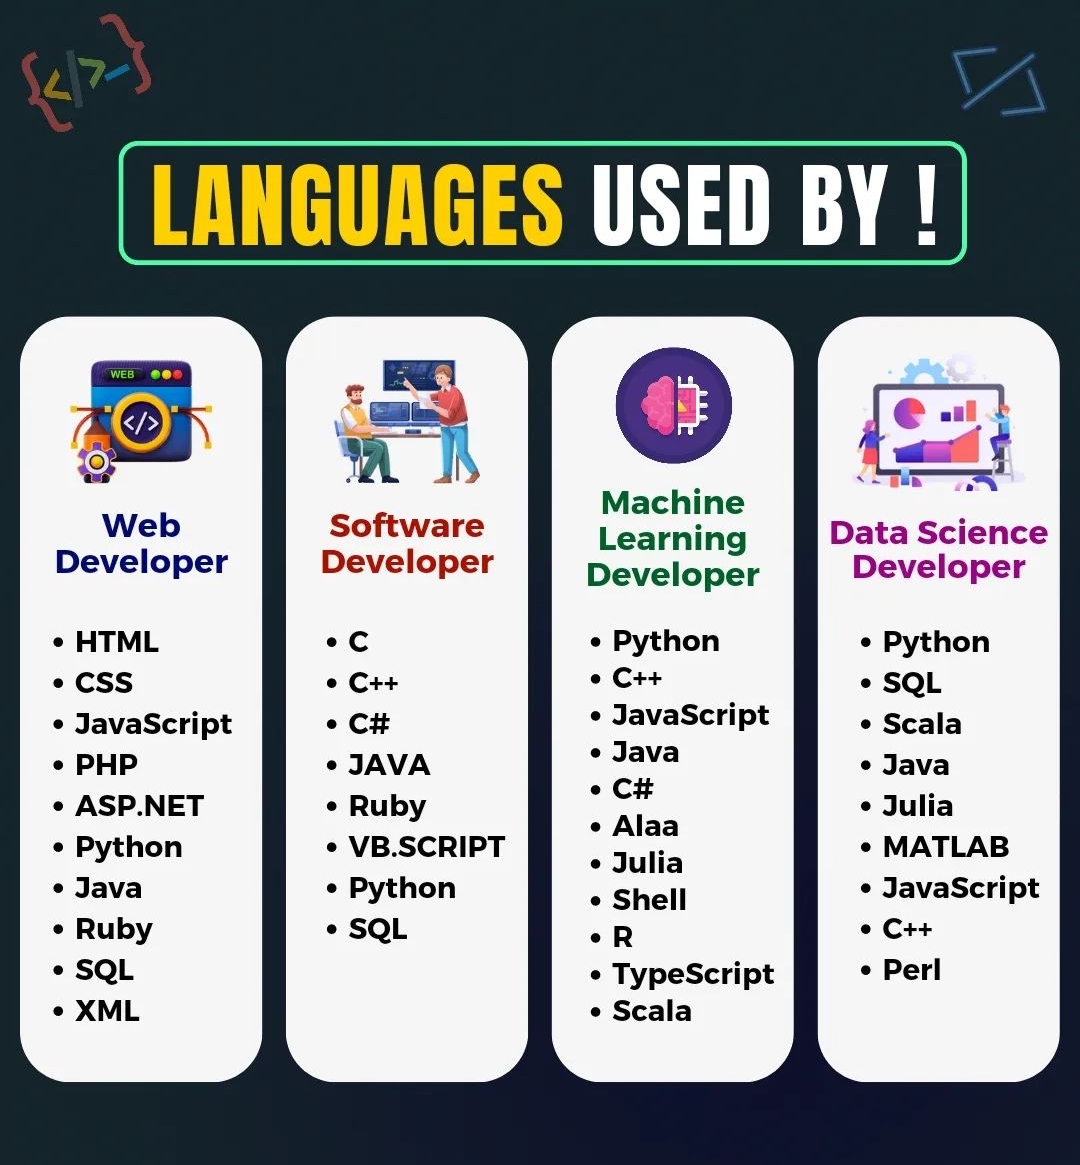 LANGUAGES USED BY !
WEB
Web
Developer
HTML
CSS
JavaScript
PHP
ASP.NET
Python
Java
Ruby
SQL
XML
Software
Developer
C
C++
C#
JAVA
Ruby
VB.SCRIPT
Python
SQL
Machine
Learning
Developer
Python
C++
JavaScript
Java
C#
Alaa
Julia
Shell
R
TypeScript
Scala
Data Science
Developer
Python
SQL
Scala
Java
Julia
MATLAB
JavaScript
C++
Perl